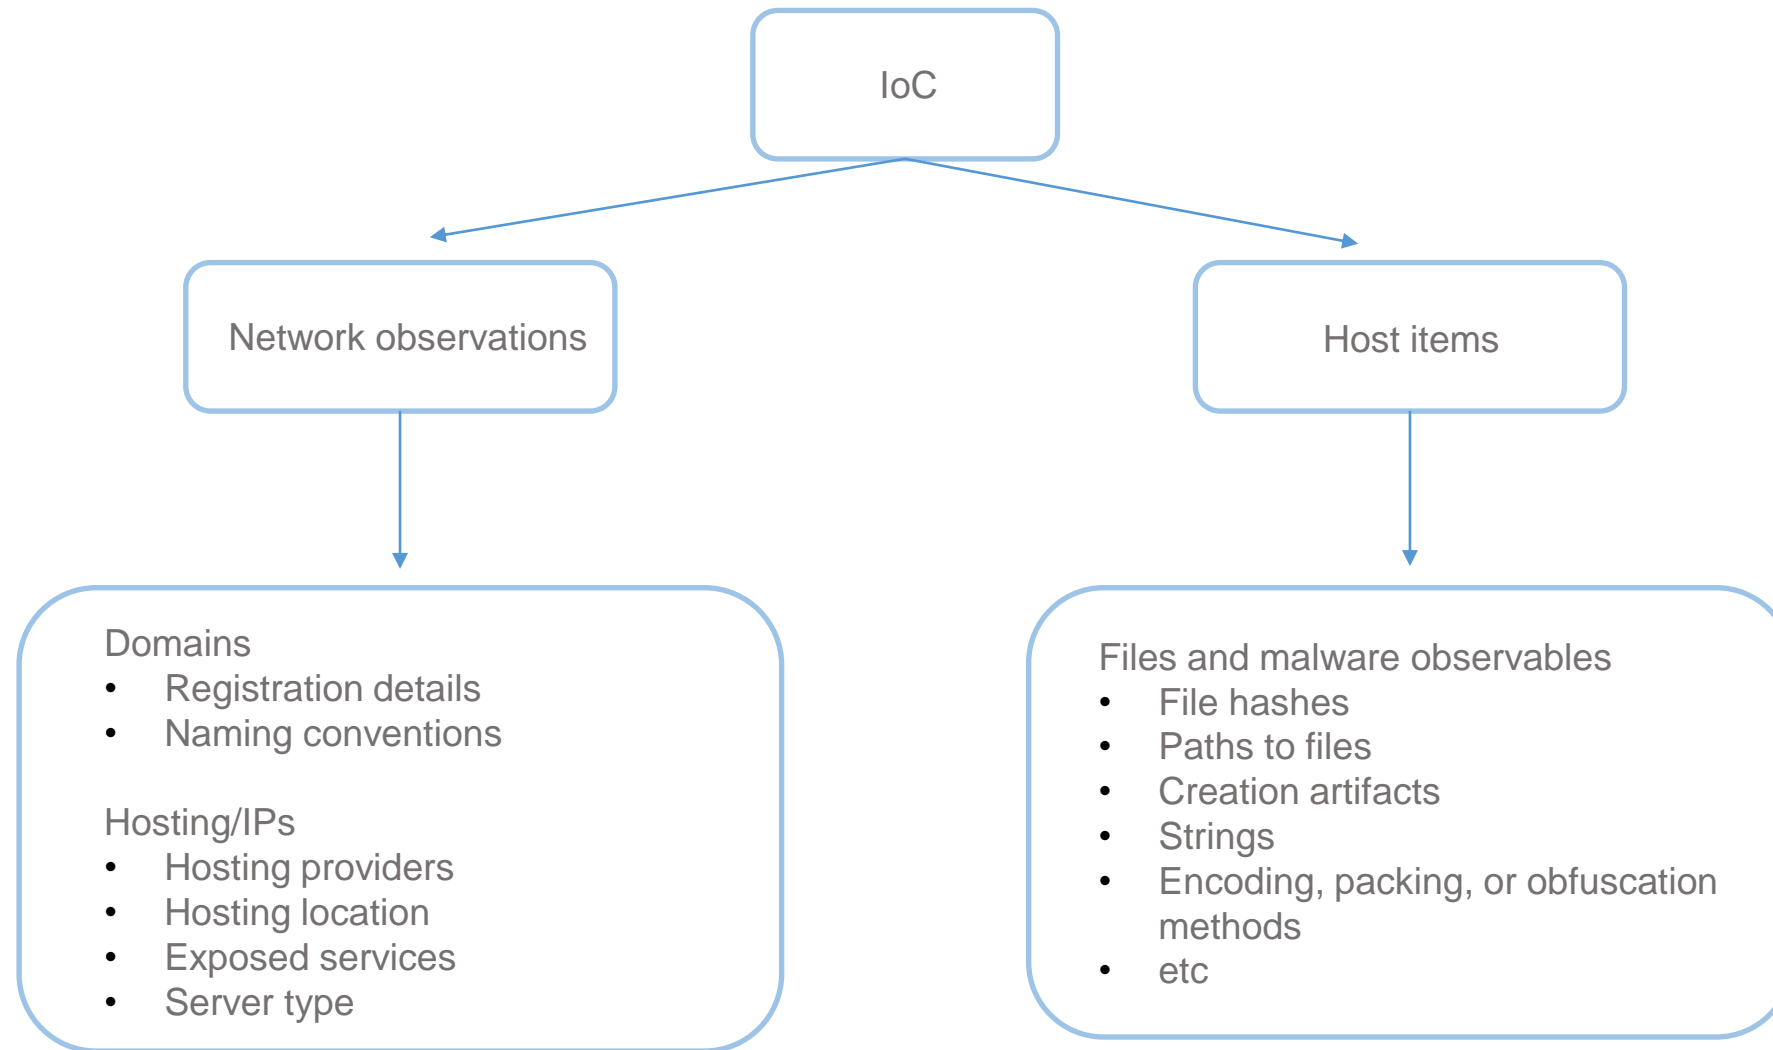 IoC
Network observations
Host items
Domains
• Registration details
• Naming conventions
Hosting/IPs
• Hosting providers
• Hosting location
• Exposed services
• Server type
Files and malware observables
• File hashes
• Paths to files
• Creation artifacts
• Strings
• Encoding, packing, or obfuscation
methods
• etc